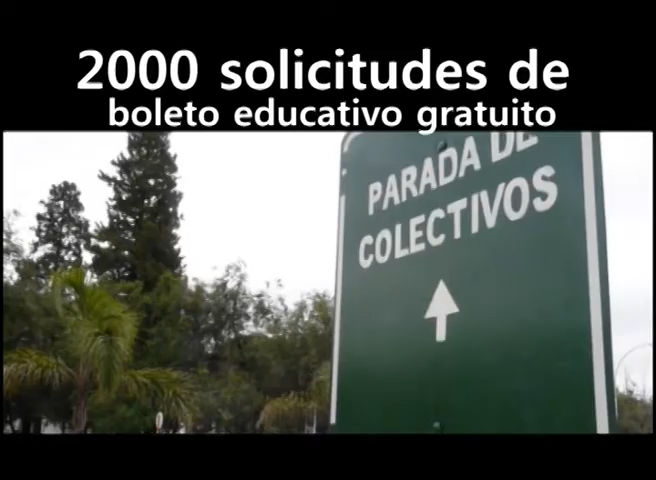 2000 solicitudes de
boleto educativo gratuito
PARADA DE
COLECTIVOS